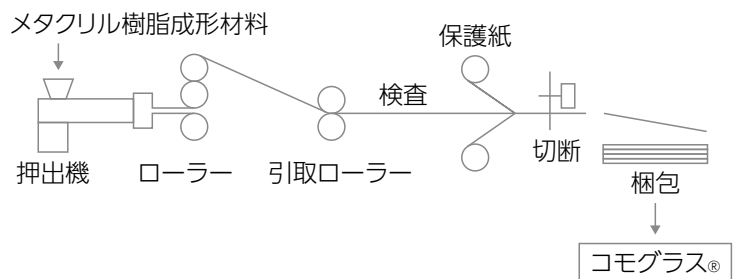 メタクリル樹脂成形材料
保護紙
検査
切断
押出機
ローラー
引取ローラー
梱包
コモグラス®